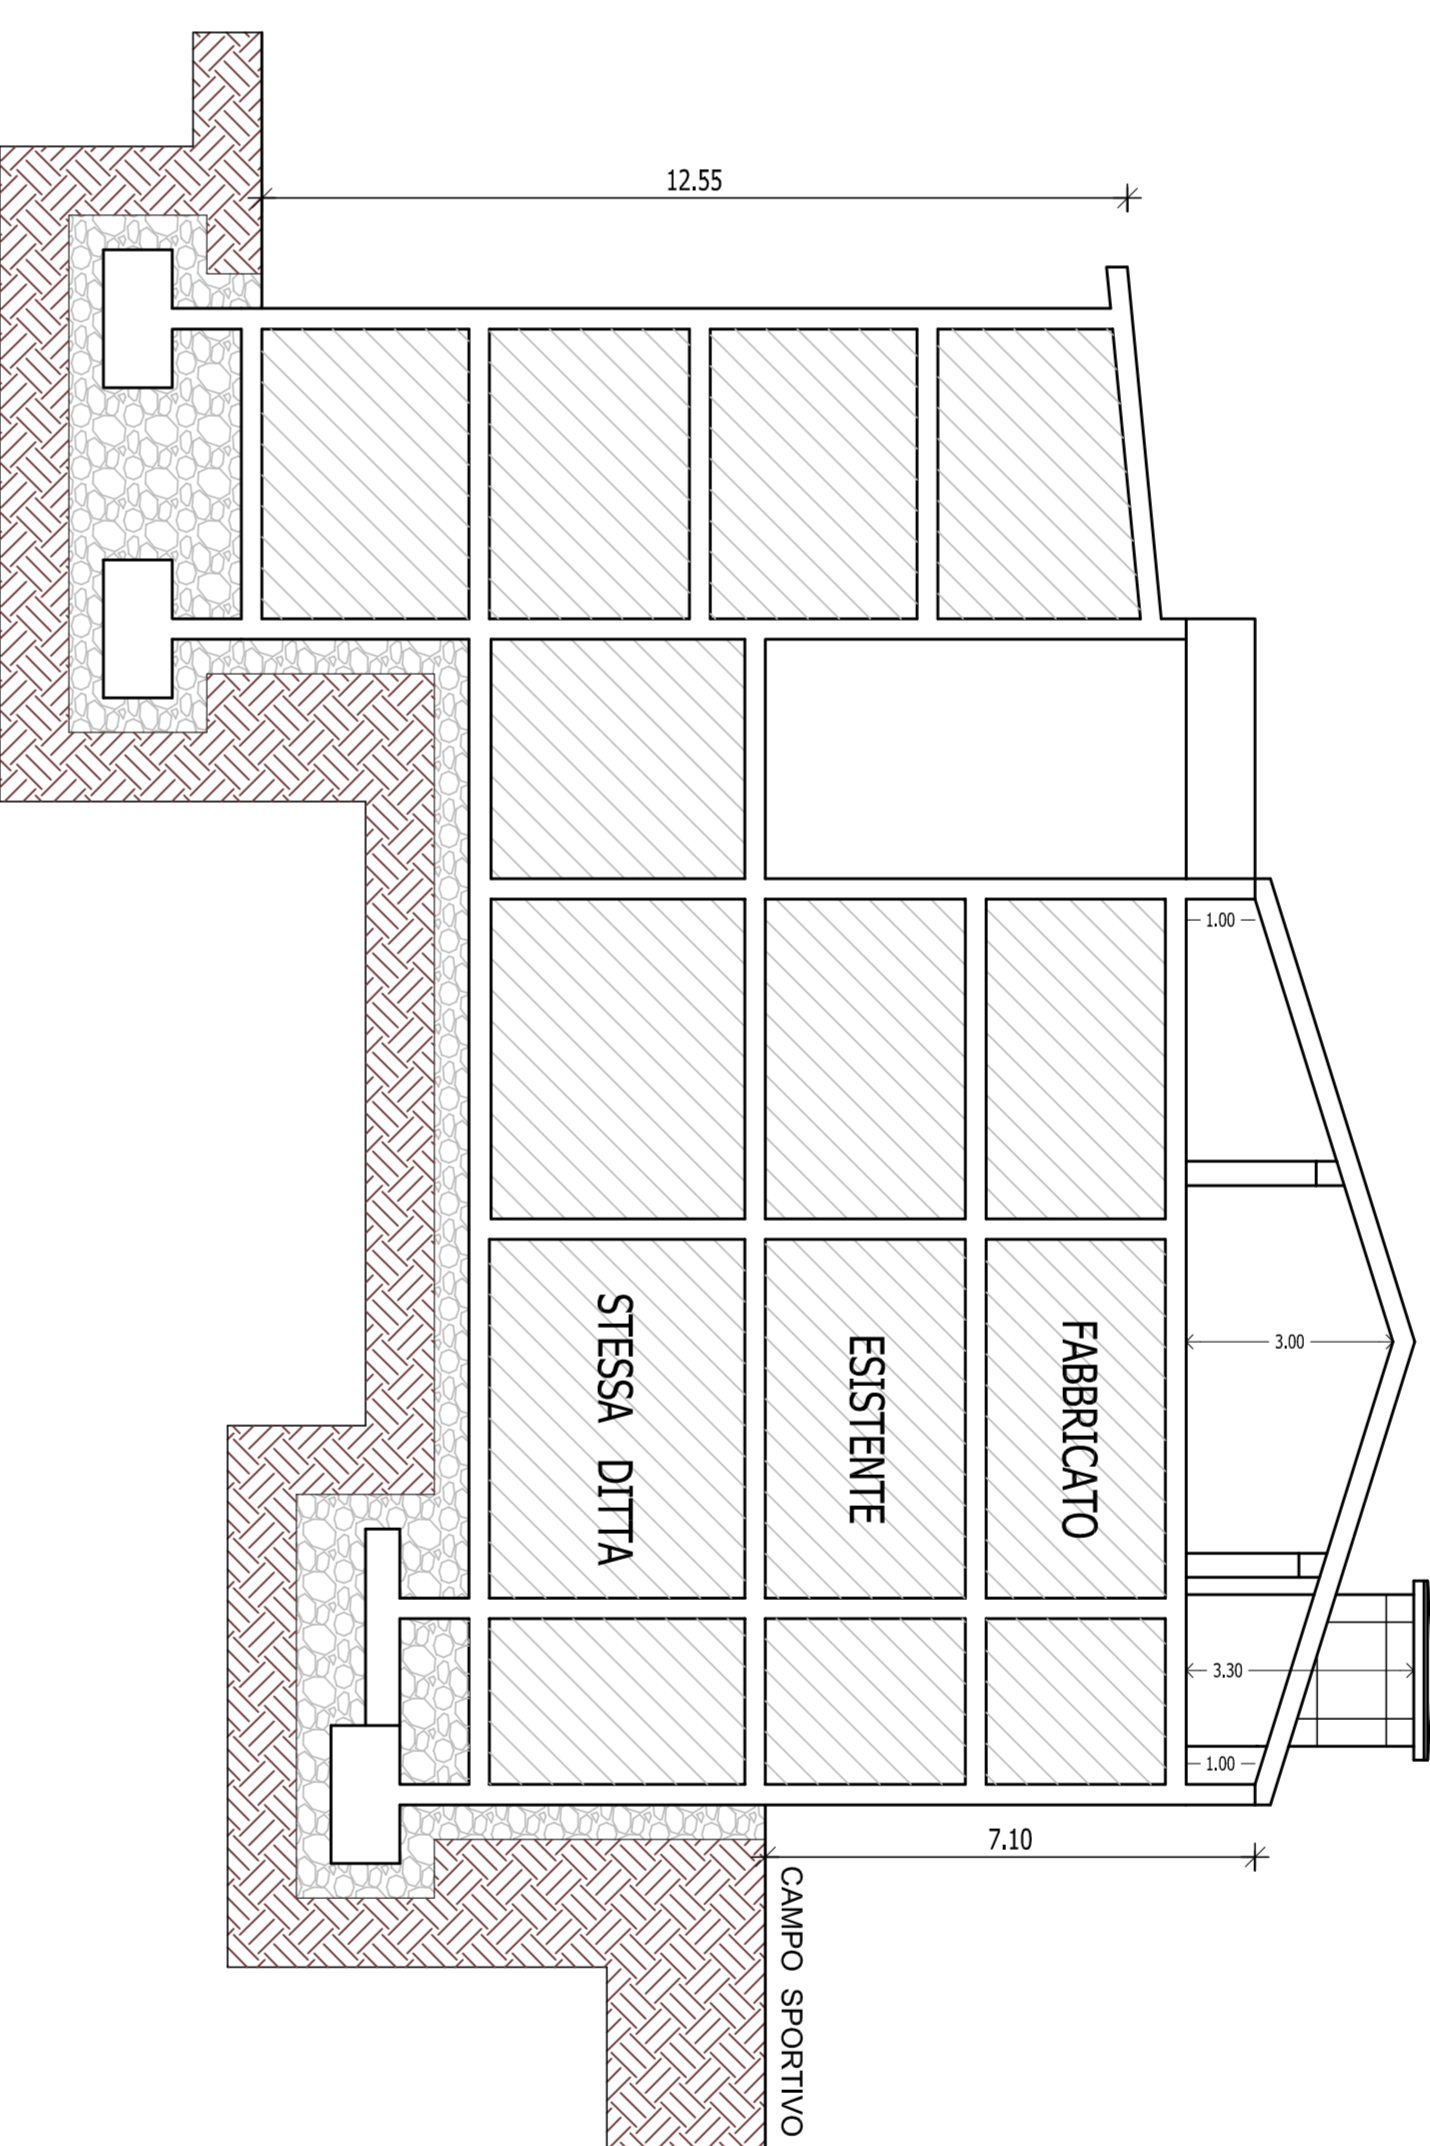 12.55
1.00
3.00
3.30
1.00
7.10
FABBRICATO
ESISTENTE
STESSA DITTA
CAMPO SPORTIVO